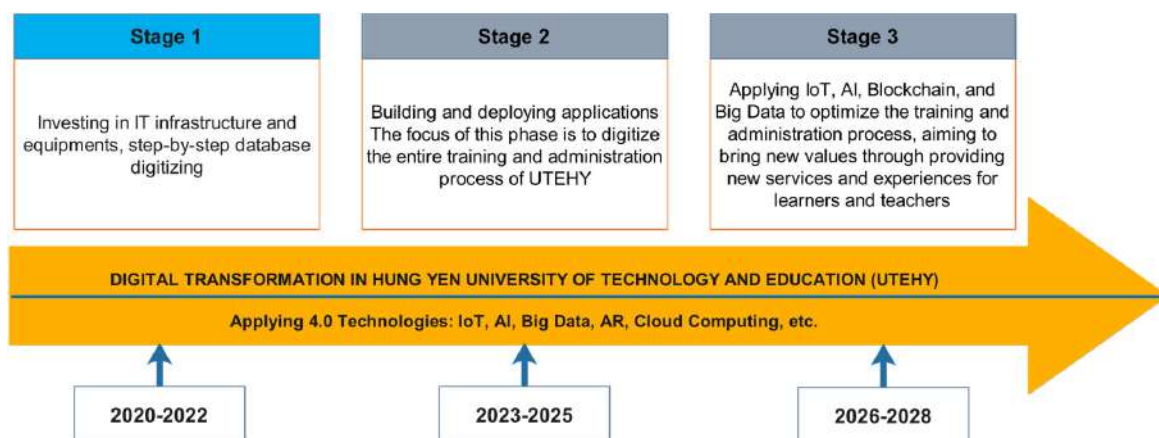 Stage 1
Investing in IT infrastructure and
equipments, step-by-step database
digitizing
Stage 2
Building and deploying applications
The focus of this phase is to digitize
the entire training and administration
process of UTEHY
Stage 3
Applying IoT, AI, Blockchain, and
Big Data to optimize the training and
administration process, aiming to
bring new values through providing
new services and experiences for
learners and teachers
DIGITAL TRANSFORMATION IN HUNG YEN UNIVERSITY OF TECHNOLOGY AND EDUCATION (UTEHY)
Applying 4.0 Technologies: IoT, AI, Big Data, AR, Cloud Computing, etc.
2020-2022
2023-2025
2026-2028